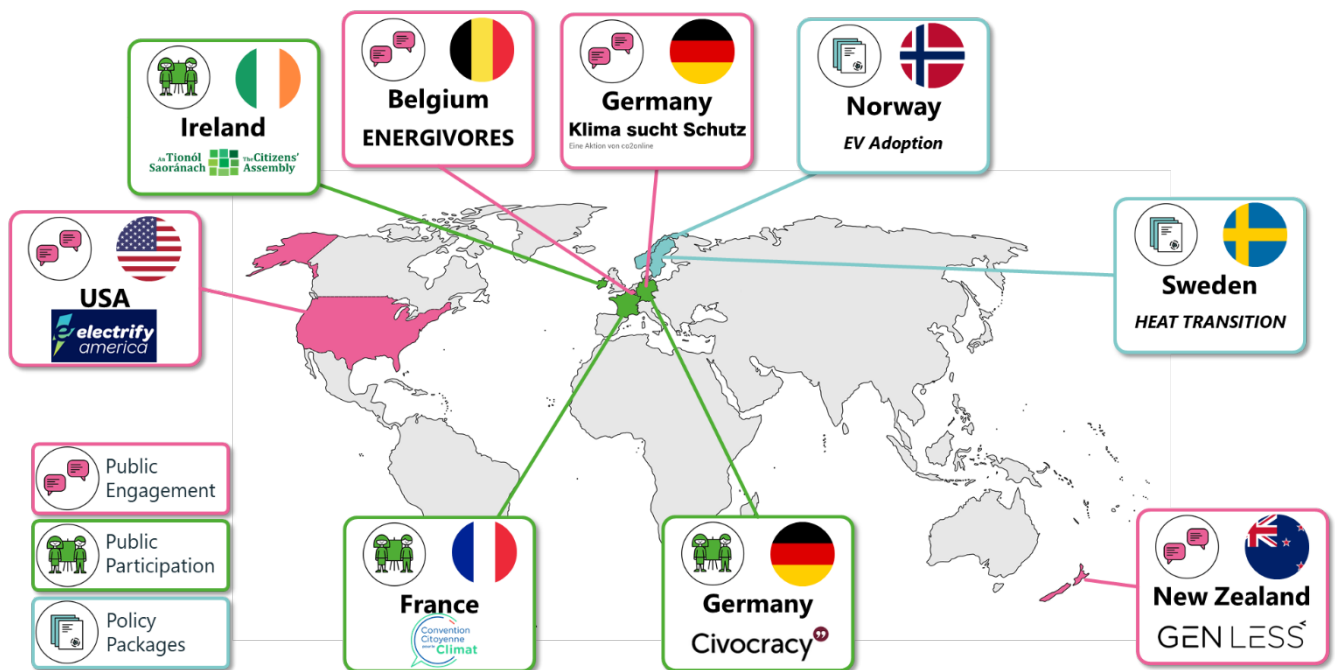 Ireland
An Tionól
Saoránach
The Citizens'
Assembly
Belgium
ENERGIVORES
Germany
Klima sucht Schutz
Eine Aktion von co2online
Norway
EV Adoption
USA
electrify
america
Sweden
HEAT TRANSITION
Public
Engagement
Public
Participation
Policy
Packages
France
Convention
Citoyenne
pour le
Climat
Germany
Civocracy
New Zealand
GEN LESS